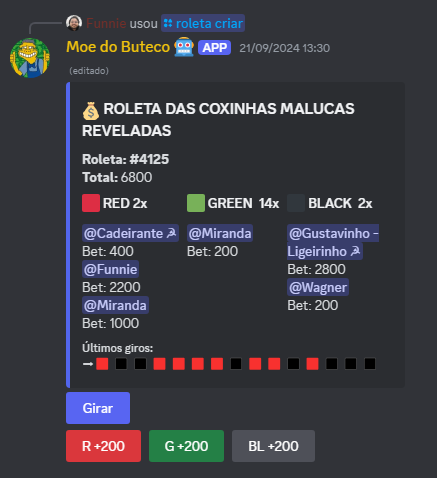 Funnie usou roleta criar
Moe do Buteco APP 21/09/2024 13:30
(editado)
ROLETA DAS COXINHAS MALUCAS
REVELADAS
Roleta: #4125
Total: 6800
RED 2x
@Cadeirante
Bet: 400
@Funnie
Bet: 2200
@Miranda
Bet: 1000
GREEN 14x
@Miranda
Bet: 200
BLACK 2x
@Gustavinho -
Ligeirinho
Bet: 2800
@Wagner
Bet: 200
Últimos giros:
Girar
R +200
G +200
BL +200